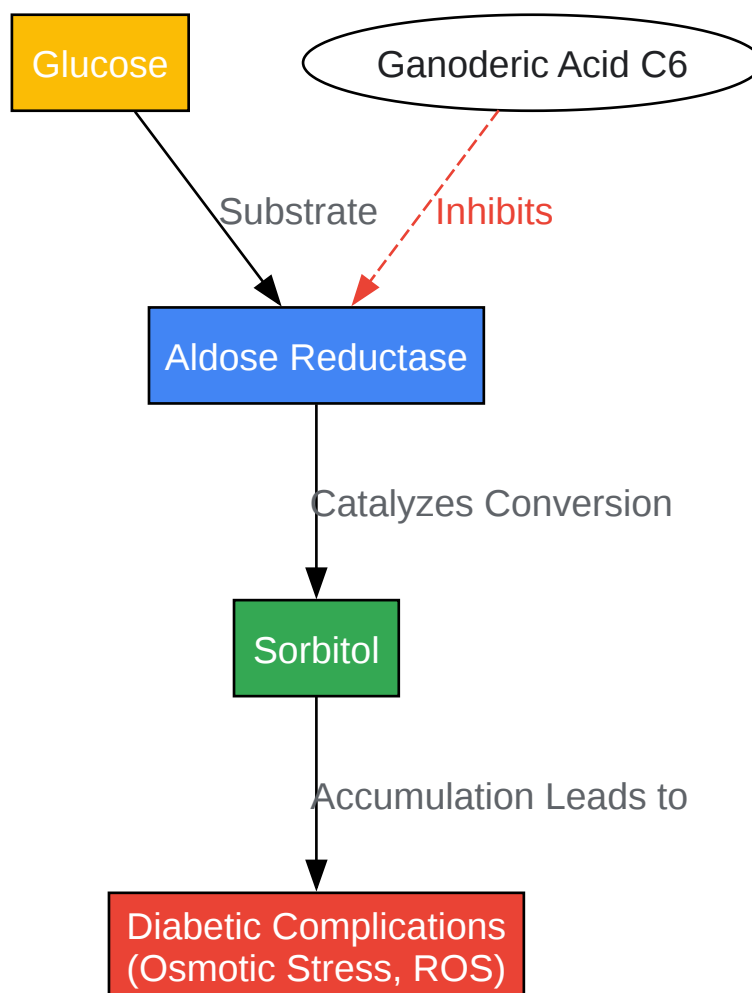 Glucose
Ganoderic Acid C6
Substrate
Inhibits
Aldose Reductase
Catalyzes Conversion
Sorbitol
Accumulation Leads to
Diabetic Complications
(Osmotic Stress, ROS)